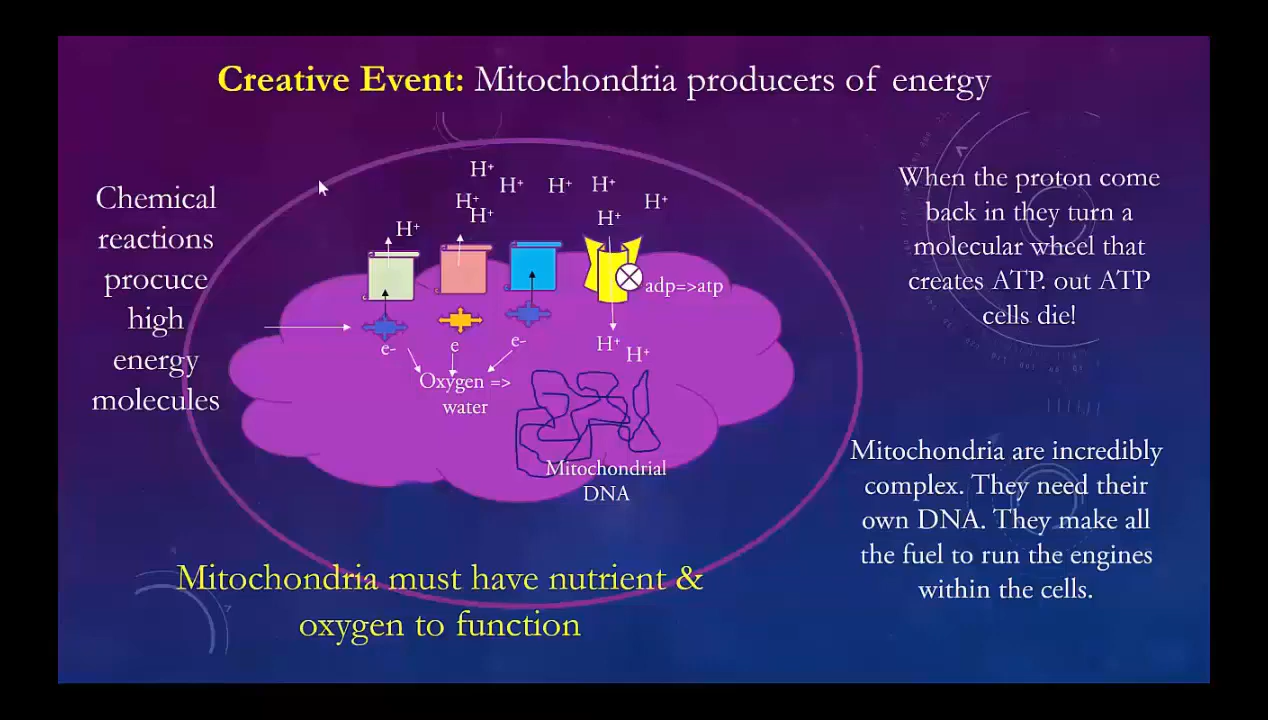 Creative Event: Mitochondria producers of energy
Chemical
reactions
procuce
high
energy
molecules
H⁺
H⁺ H⁺ H⁺
H⁺ H⁺
H⁺ H⁺
H⁺
adp=>atp
e- e e-
H⁺ H⁺
Oxygen =>
water
Mitochondrial
DNA
When the proton come
back in they turn a
molecular wheel that
creates ATP. out ATP
cells die!
Mitochondria are incredibly
complex. They need their
own DNA. They make all
the fuel to run the engines
within the cells.
Mitochondria must have nutrient &
oxygen to function